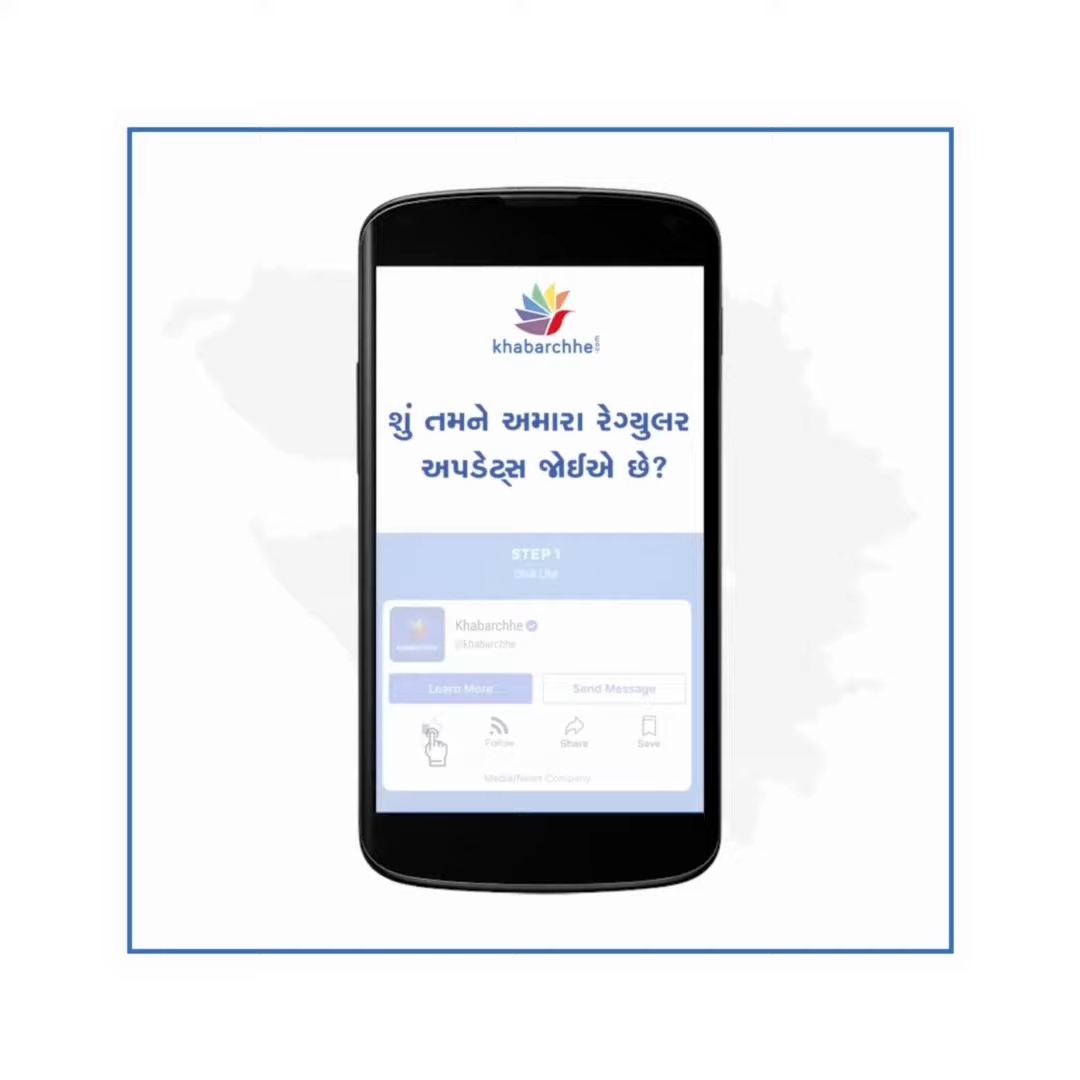 khabarchhe.com
શું તમને અમારા રેગ્યુલર
અપડેટ્સ જોઈએ છે?
STEP 1
Click Like
Khabarchhe
@khabarchhe
Learn More
Send Message
Follow
Share
Save
Media/News Company